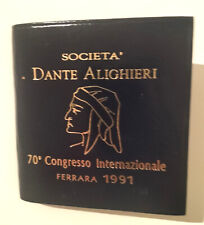 SOCIETA'
DANTE ALIGHIERI
70° Congresso Internazionale
FERRARA 1991